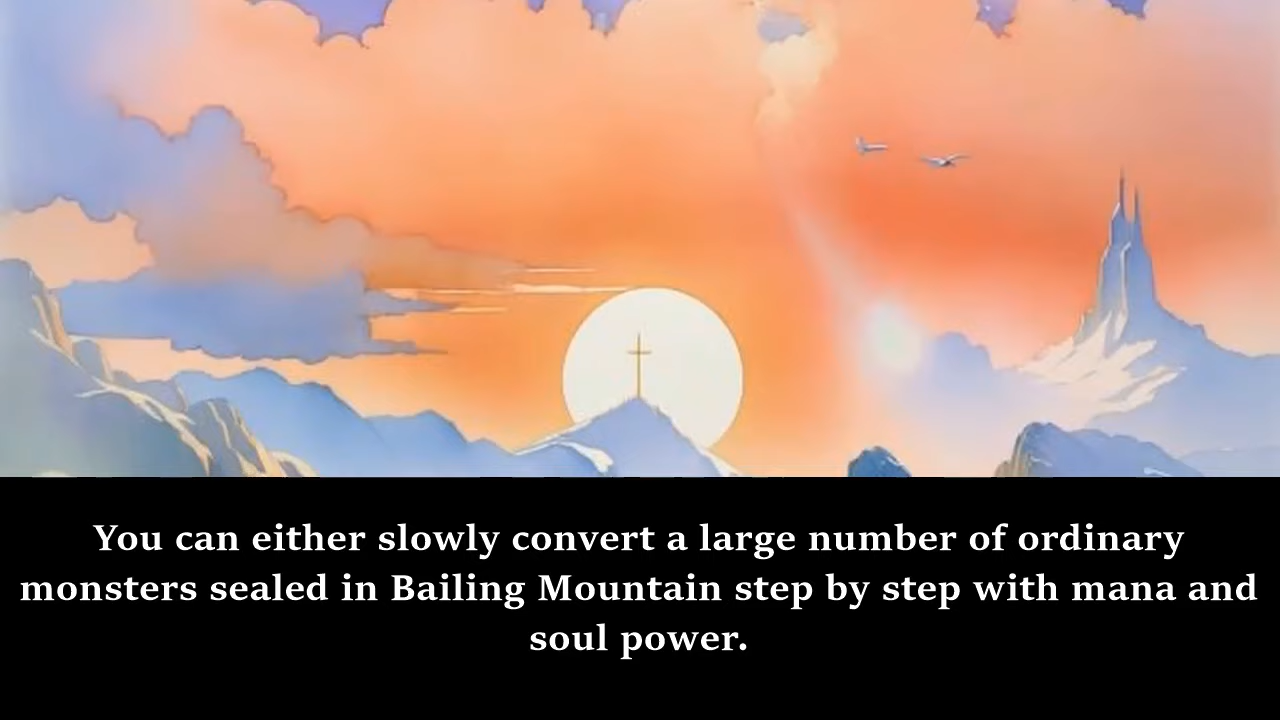 You can either slowly convert a large number of ordinary
monsters sealed in Bailing Mountain step by step with mana and
soul power.